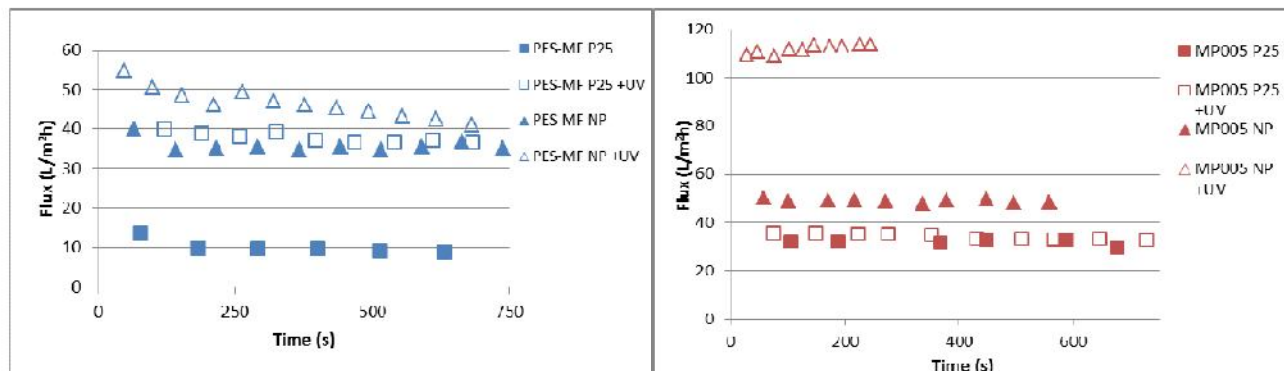 60
50
40
30
20
10
0
0
250
500
750
Flux (L/m²h)
Time (s)
PES-MF P25
PES-MF P25 +UV
PES-MF NP
PES-MF NP +UV
120
100
80
60
40
20
0
0
200
400
600
Flux (L/m²h)
Time (s)
MP005 P25
MP005 P25
+UV
MP005 NP
MP005 NP
+UV